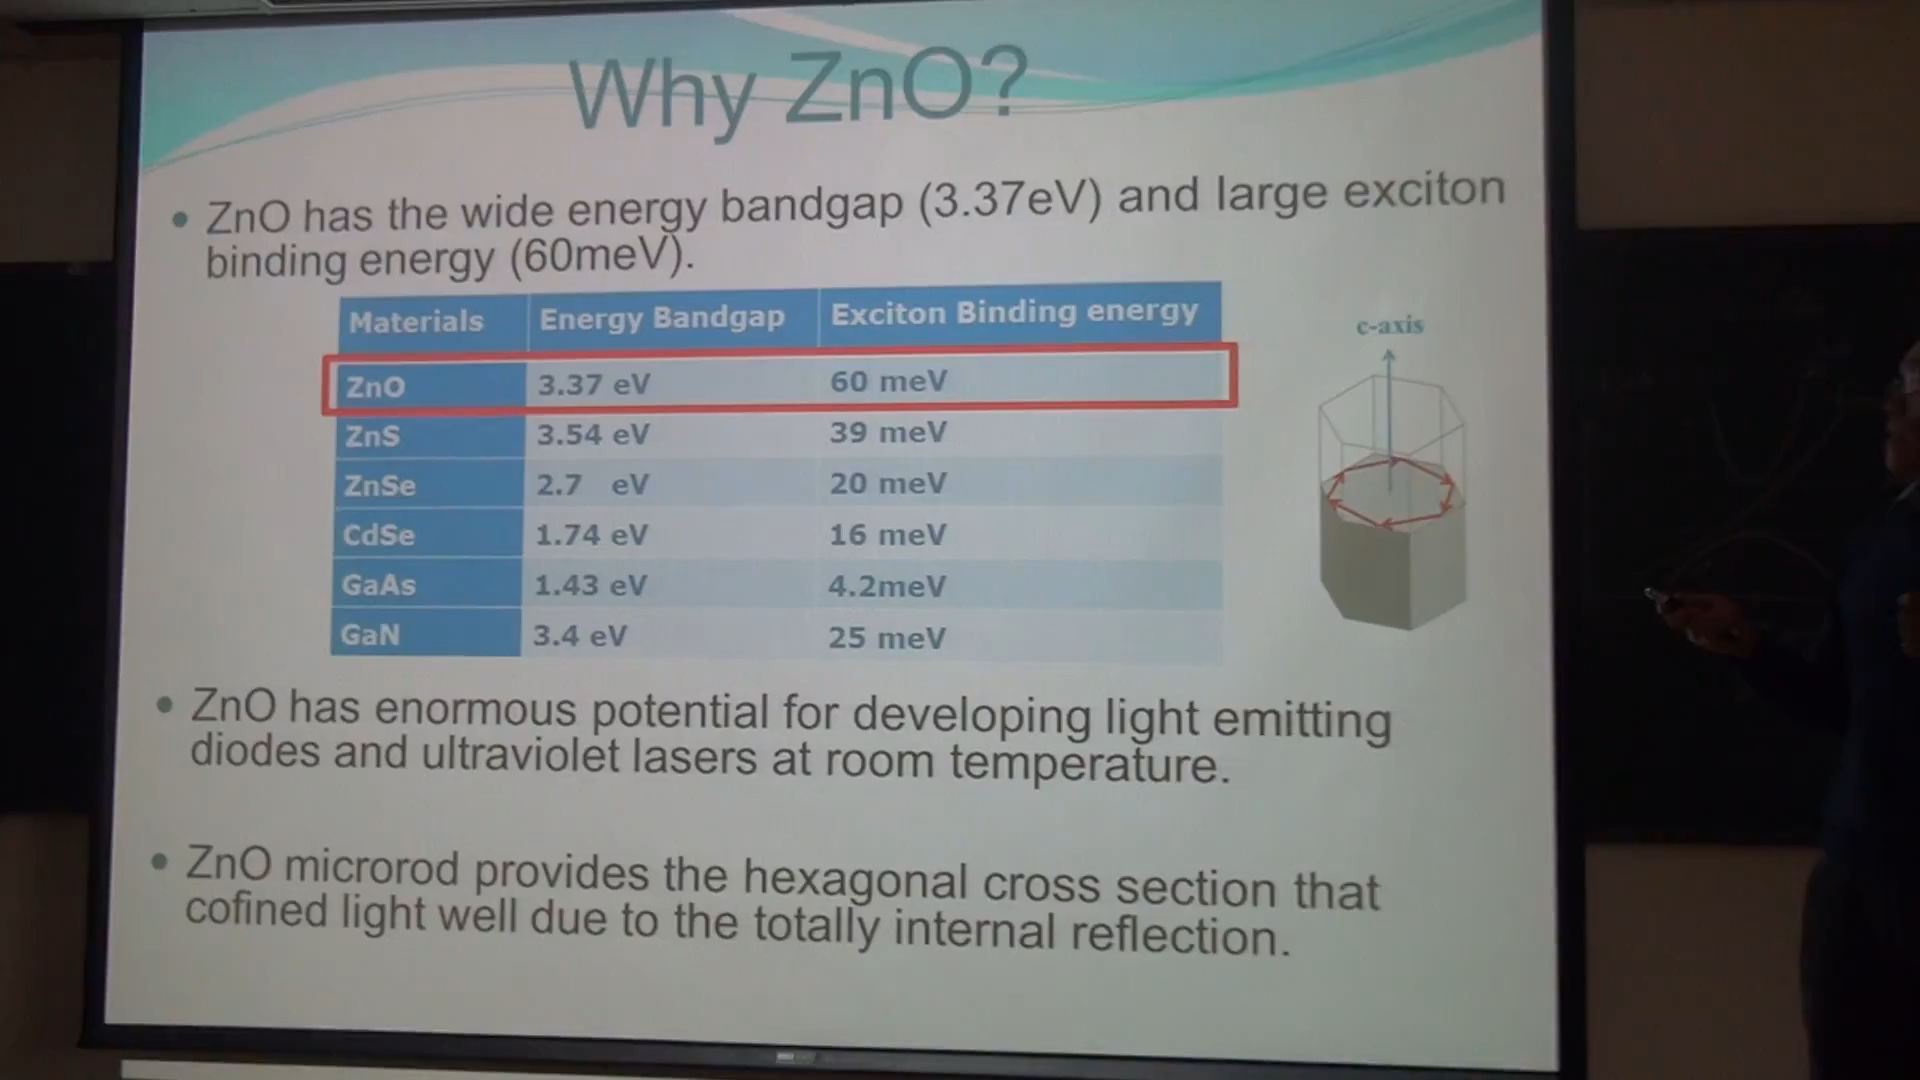 Why ZnO?
• ZnO has the wide energy bandgap (3.37eV) and large exciton
binding energy (60meV).
Materials Energy Bandgap Exciton Binding energy
ZnO 3.37 eV 60 meV
ZnS 3.54 eV 39 meV
ZnSe 2.7 eV 20 meV
CdSe 1.74 eV 16 meV
GaAs 1.43 eV 4.2meV
GaN 3.4 eV 25 meV
c-axis
• ZnO has enormous potential for developing light emitting
diodes and ultraviolet lasers at room temperature.
• ZnO microrod provides the hexagonal cross section that
cofined light well due to the totally internal reflection.